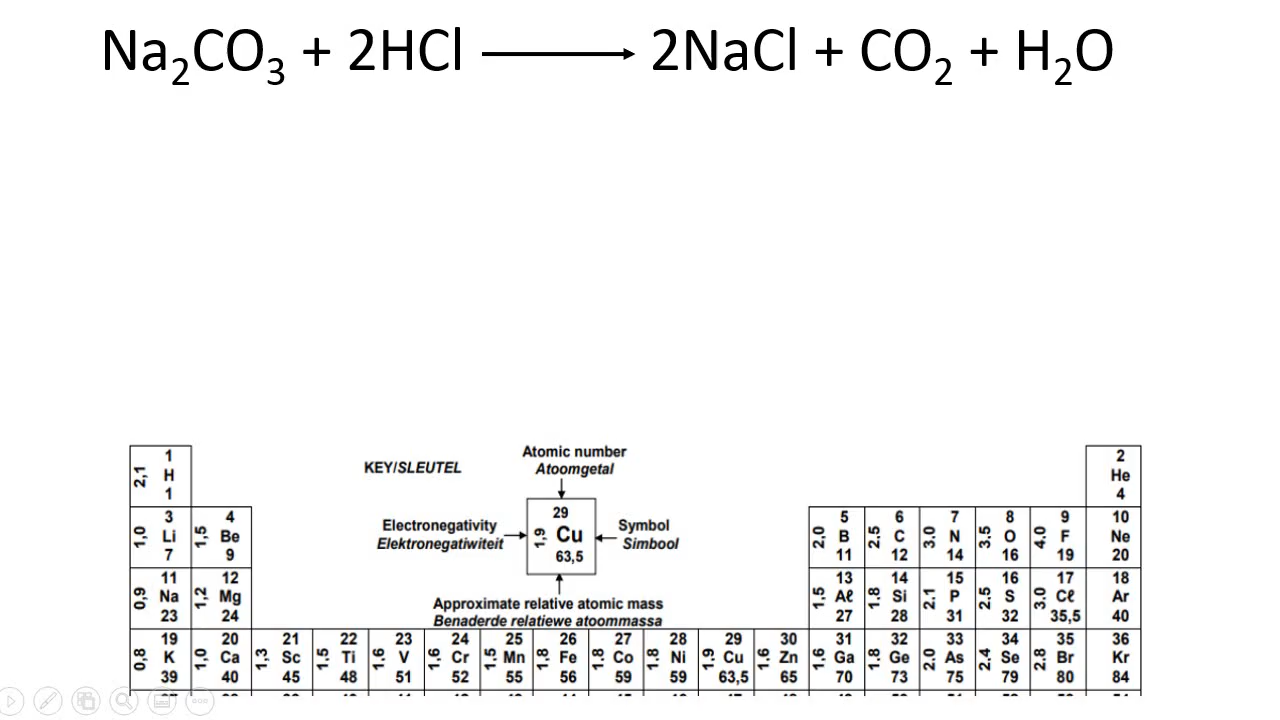 Na₂CO₃ + 2HCl ⟶ 2NaCl + CO₂ + H₂O
Atomic number
KEY/SLEUTEL
Atoomgetal
1 2
2,1 H He
1 4
29
3 4 5 6 7 8 9 10
Electronegativity 1,9 Cu Symbol
1,0 Li 1,5 Be 2,0 B 2.5 C 3.0 N 3.5 O 4.0 F Ne
Elektronegatiwiteit Simbool
7 9 63,5 11 12 14 16 19 20
11 12 13 14 15 16 17 18
0,9 Na 1,2 Mg 1,5 Aℓ 1.8 Si 2.1 P 2.5 S 3.0 Cℓ Ar
Approximate relative atomic mass
23 24 27 28 31 32 35,5 40
Benaderde relatiewe atoommassa
19 20 21 22 23 24 25 26 27 28 29 30 31 32 33 34 35 36
0,8 K 1,0 Ca 1,3 Sc 1,5 Ti 1,6 V 1,6 Cr 1,5 Mn 1,8 Fe 1,8 Co 1,8 Ni 1,9 Cu 1,6 Zn 1,6 Ga 1,8 Ge 2.0 As 2.4 Se 2.8 Br Kr
39 40 45 48 51 52 55 56 59 59 63,5 65 70 73 75 79 80 84